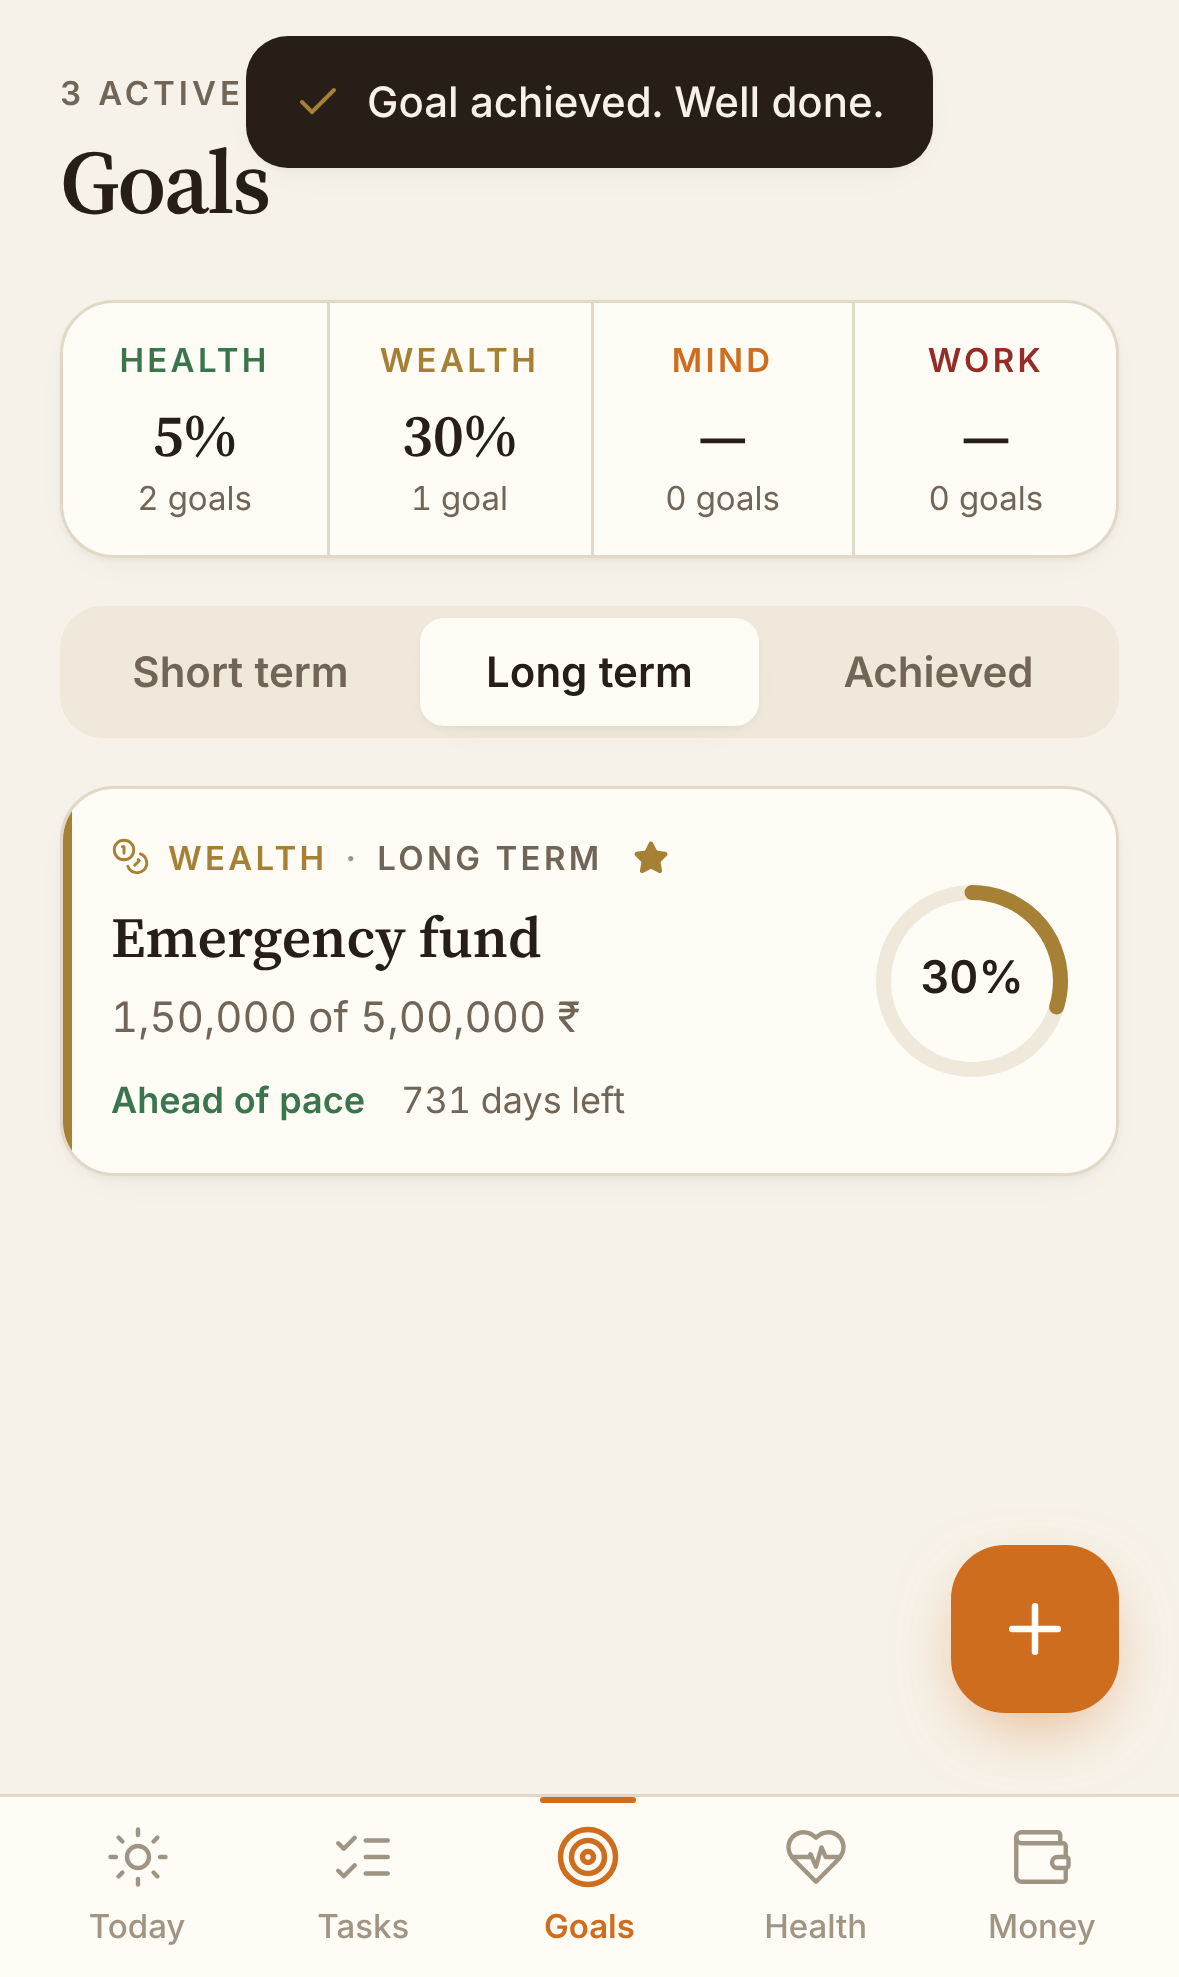 3 ACTIVE
Goal achieved. Well done.
Goals
HEALTH
5%
2 goals
WEALTH
30%
1 goal
MIND
—
0 goals
WORK
—
0 goals
Short term
Long term
Achieved
WEALTH · LONG TERM
Emergency fund
1,50,000 of 5,00,000 ₹
Ahead of pace 731 days left
30%
Today
Tasks
Goals
Health
Money